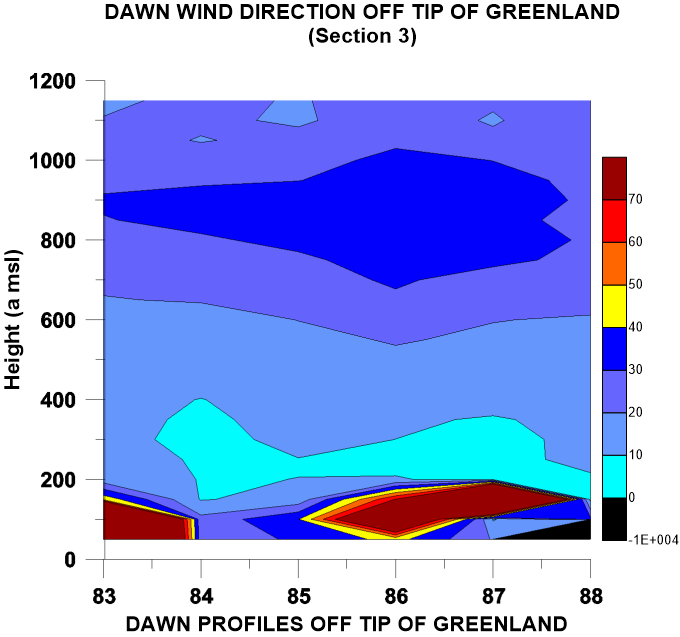 DAWN WIND DIRECTION OFF TIP OF GREENLAND
(Section 3)
1200
1000
800
600
400
200
0
Height (a msl)
83 84 85 86 87 88
DAWN PROFILES OFF TIP OF GREENLAND
70
60
50
40
30
20
10
0
-1E+004